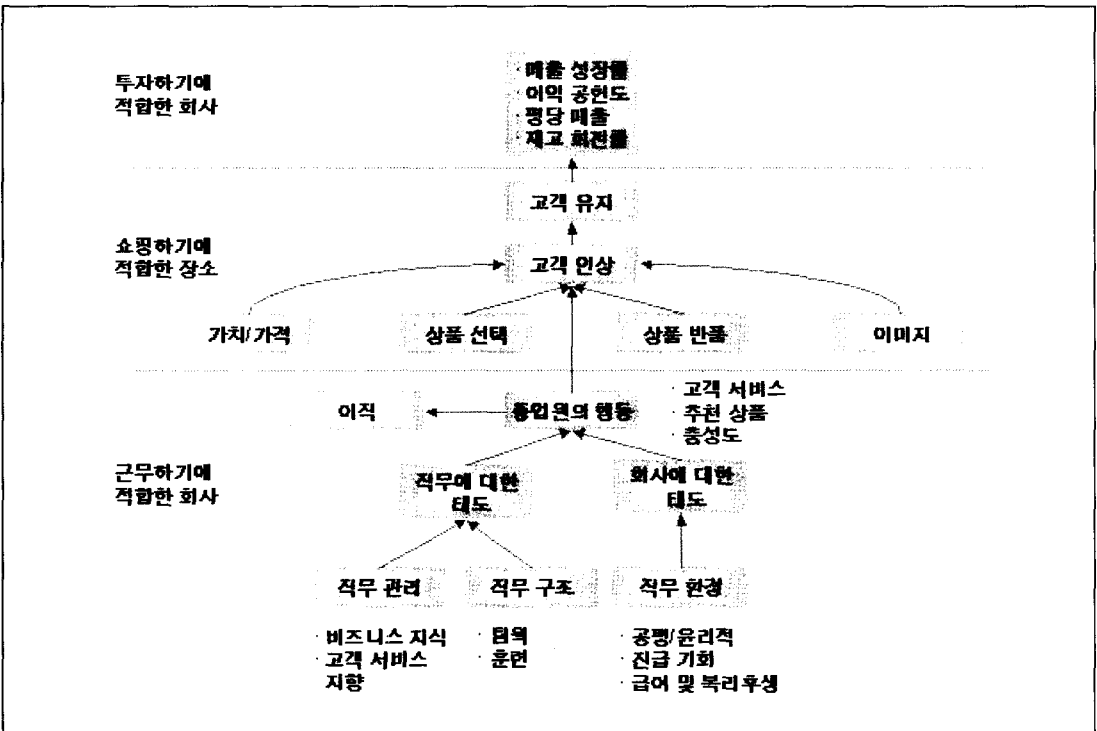 투자하기에
적합한 회사
· 매출 성장률
· 이익 공헌도
· 평당 매출
· 재고 회전률
고객 유지
쇼핑하기에
적합한 장소
고객 인상
가치/가격
상품 선택
상품 반품
이미지
이직
종업원의 행동
· 고객 서비스
· 추천 상품
· 충성도
근무하기에
적합한 회사
직무에 대한
태도
회사에 대한
태도
직무 관리
직무 구조
직무 환경
· 비즈니스 지식
· 고객 서비스
지향
· 팀웍
· 훈련
· 공평/윤리적
· 진급 기회
· 급여 및 복리후생